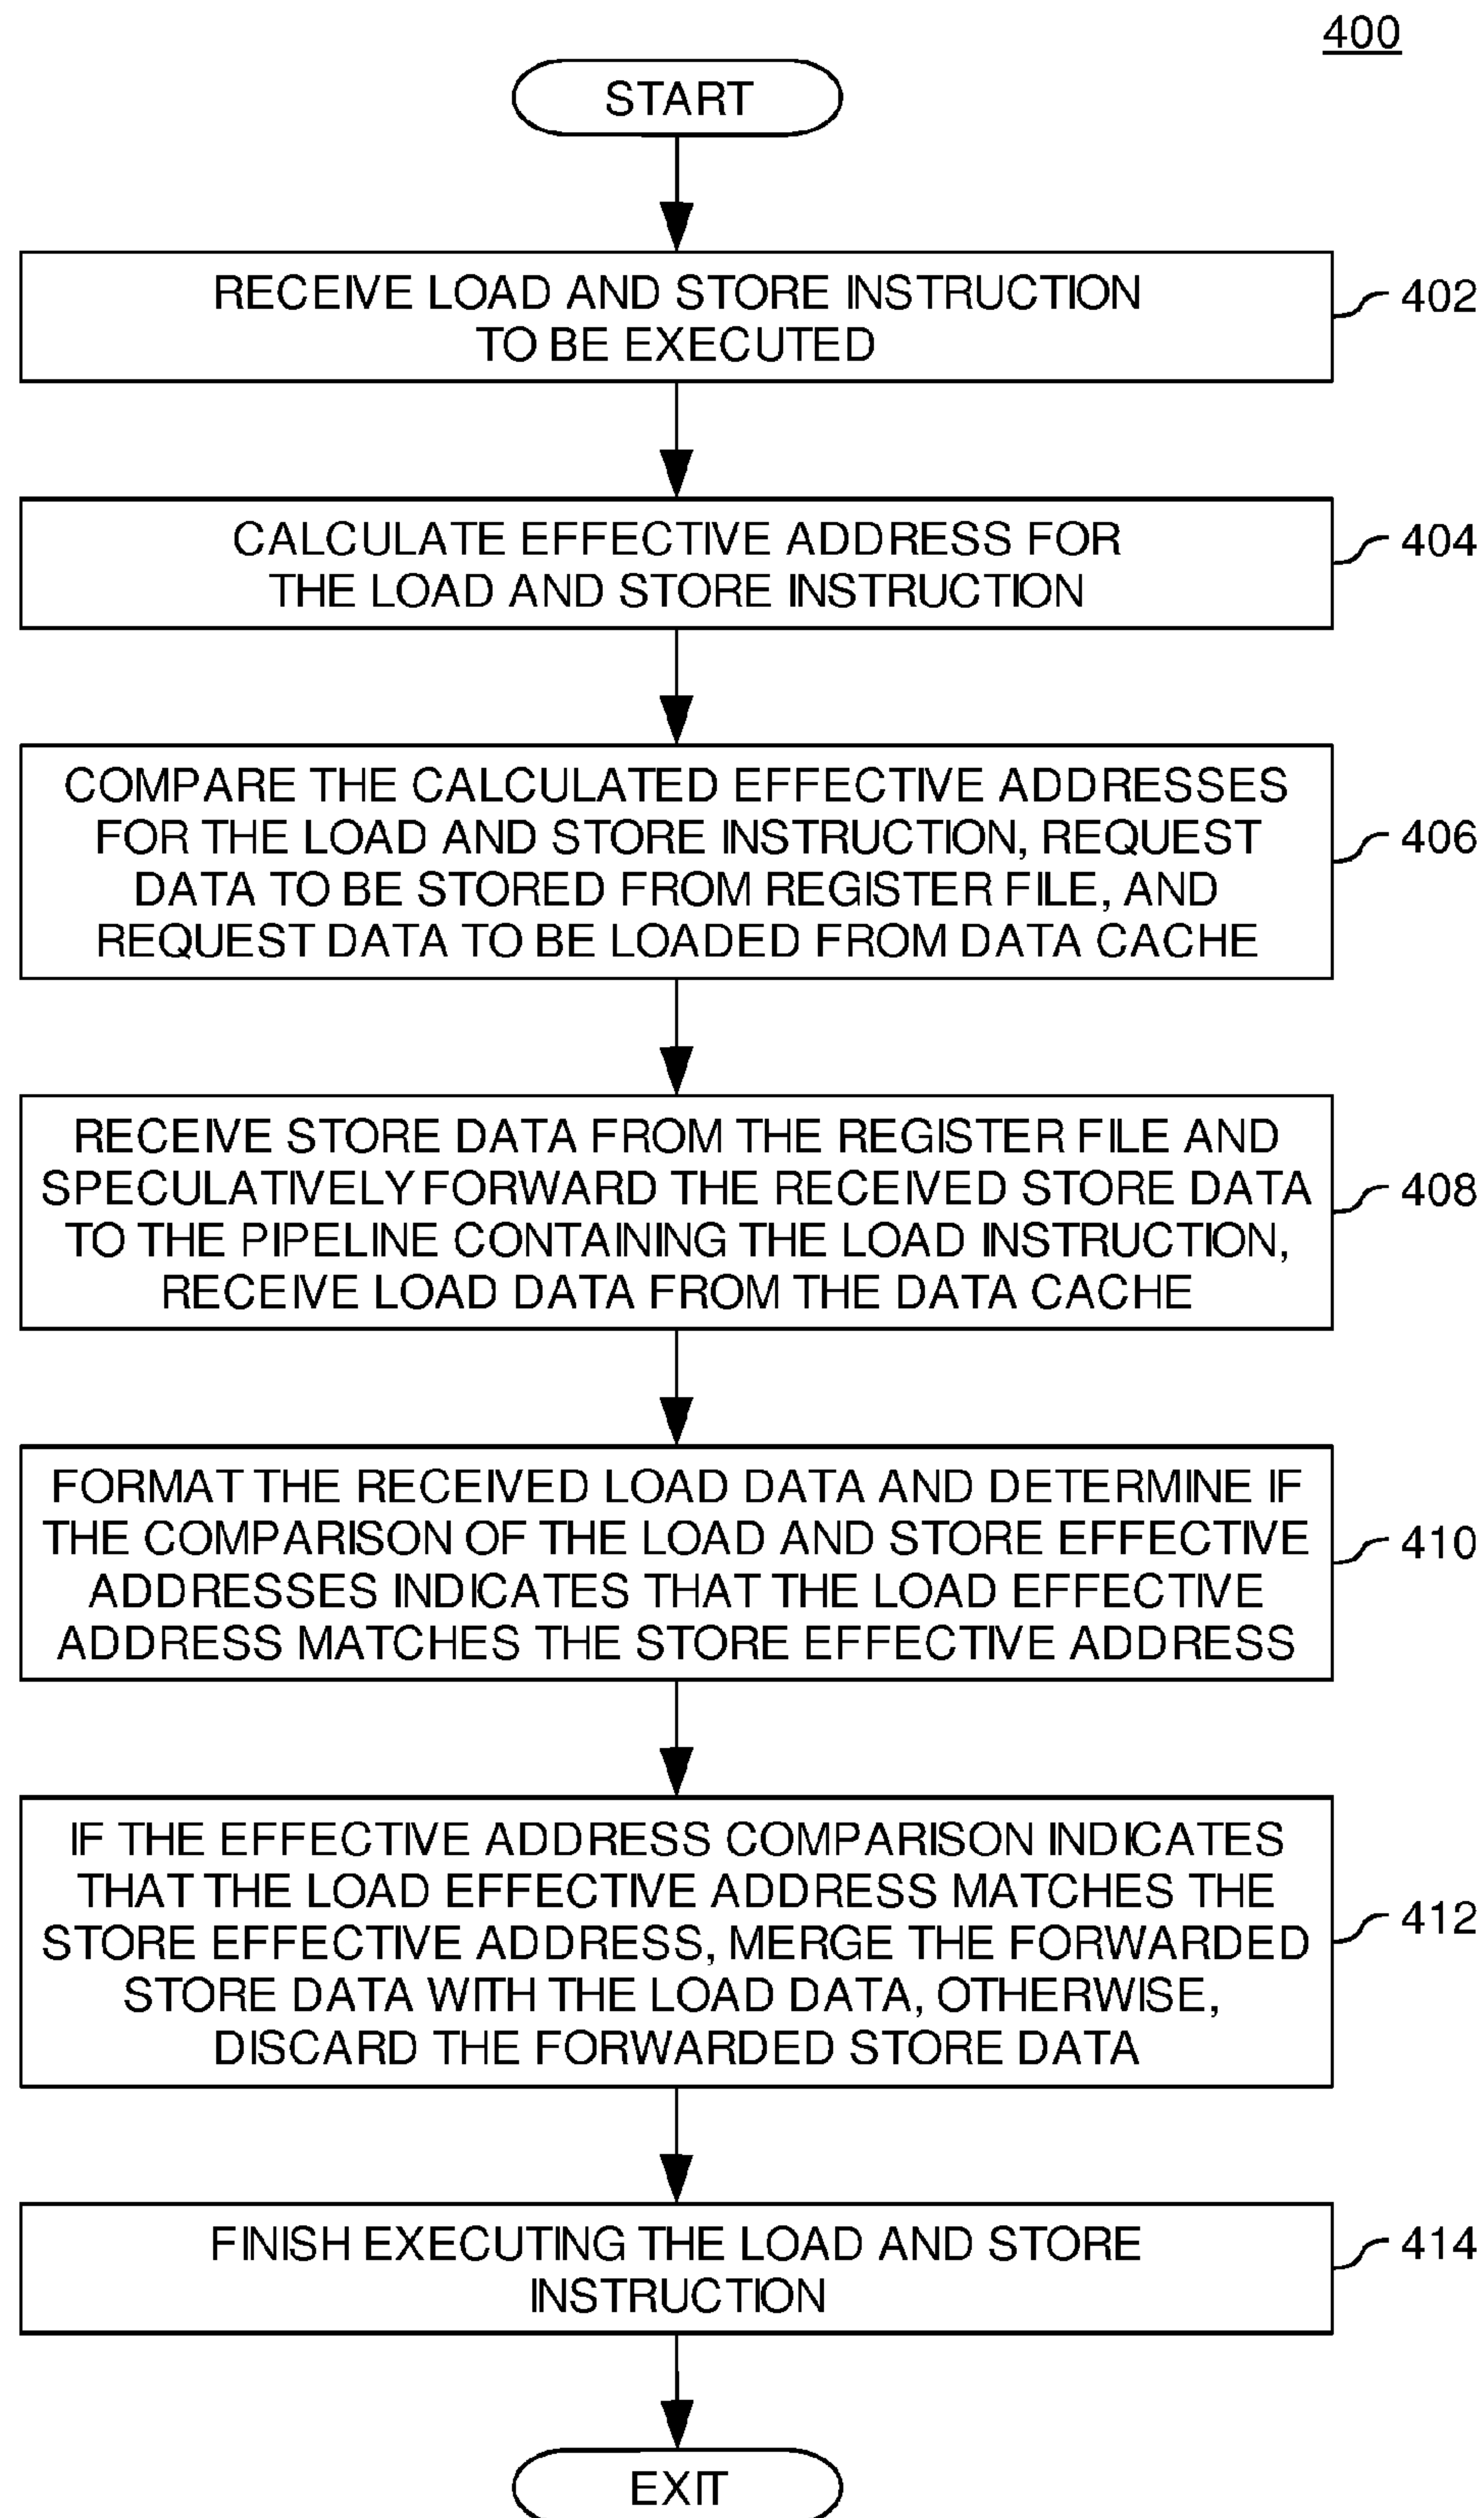 400
START
RECEIVE LOAD AND STORE INSTRUCTION
TO BE EXECUTED
402
CALCULATE EFFECTIVE ADDRESS FOR
THE LOAD AND STORE INSTRUCTION
404
COMPARE THE CALCULATED EFFECTIVE ADDRESSES
FOR THE LOAD AND STORE INSTRUCTION, REQUEST
DATA TO BE STORED FROM REGISTER FILE, AND
REQUEST DATA TO BE LOADED FROM DATA CACHE
406
RECEIVE STORE DATA FROM THE REGISTER FILE AND
SPECULATIVELY FORWARD THE RECEIVED STORE DATA
TO THE PIPELINE CONTAINING THE LOAD INSTRUCTION,
RECEIVE LOAD DATA FROM THE DATA CACHE
408
FORMAT THE RECEIVED LOAD DATA AND DETERMINE IF
THE COMPARISON OF THE LOAD AND STORE EFFECTIVE
ADDRESSES INDICATES THAT THE LOAD EFFECTIVE
ADDRESS MATCHES THE STORE EFFECTIVE ADDRESS
410
IF THE EFFECTIVE ADDRESS COMPARISON INDICATES
THAT THE LOAD EFFECTIVE ADDRESS MATCHES THE
STORE EFFECTIVE ADDRESS, MERGE THE FORWARDED
STORE DATA WITH THE LOAD DATA, OTHERWISE,
DISCARD THE FORWARDED STORE DATA
412
FINISH EXECUTING THE LOAD AND STORE
INSTRUCTION
414
EXIT